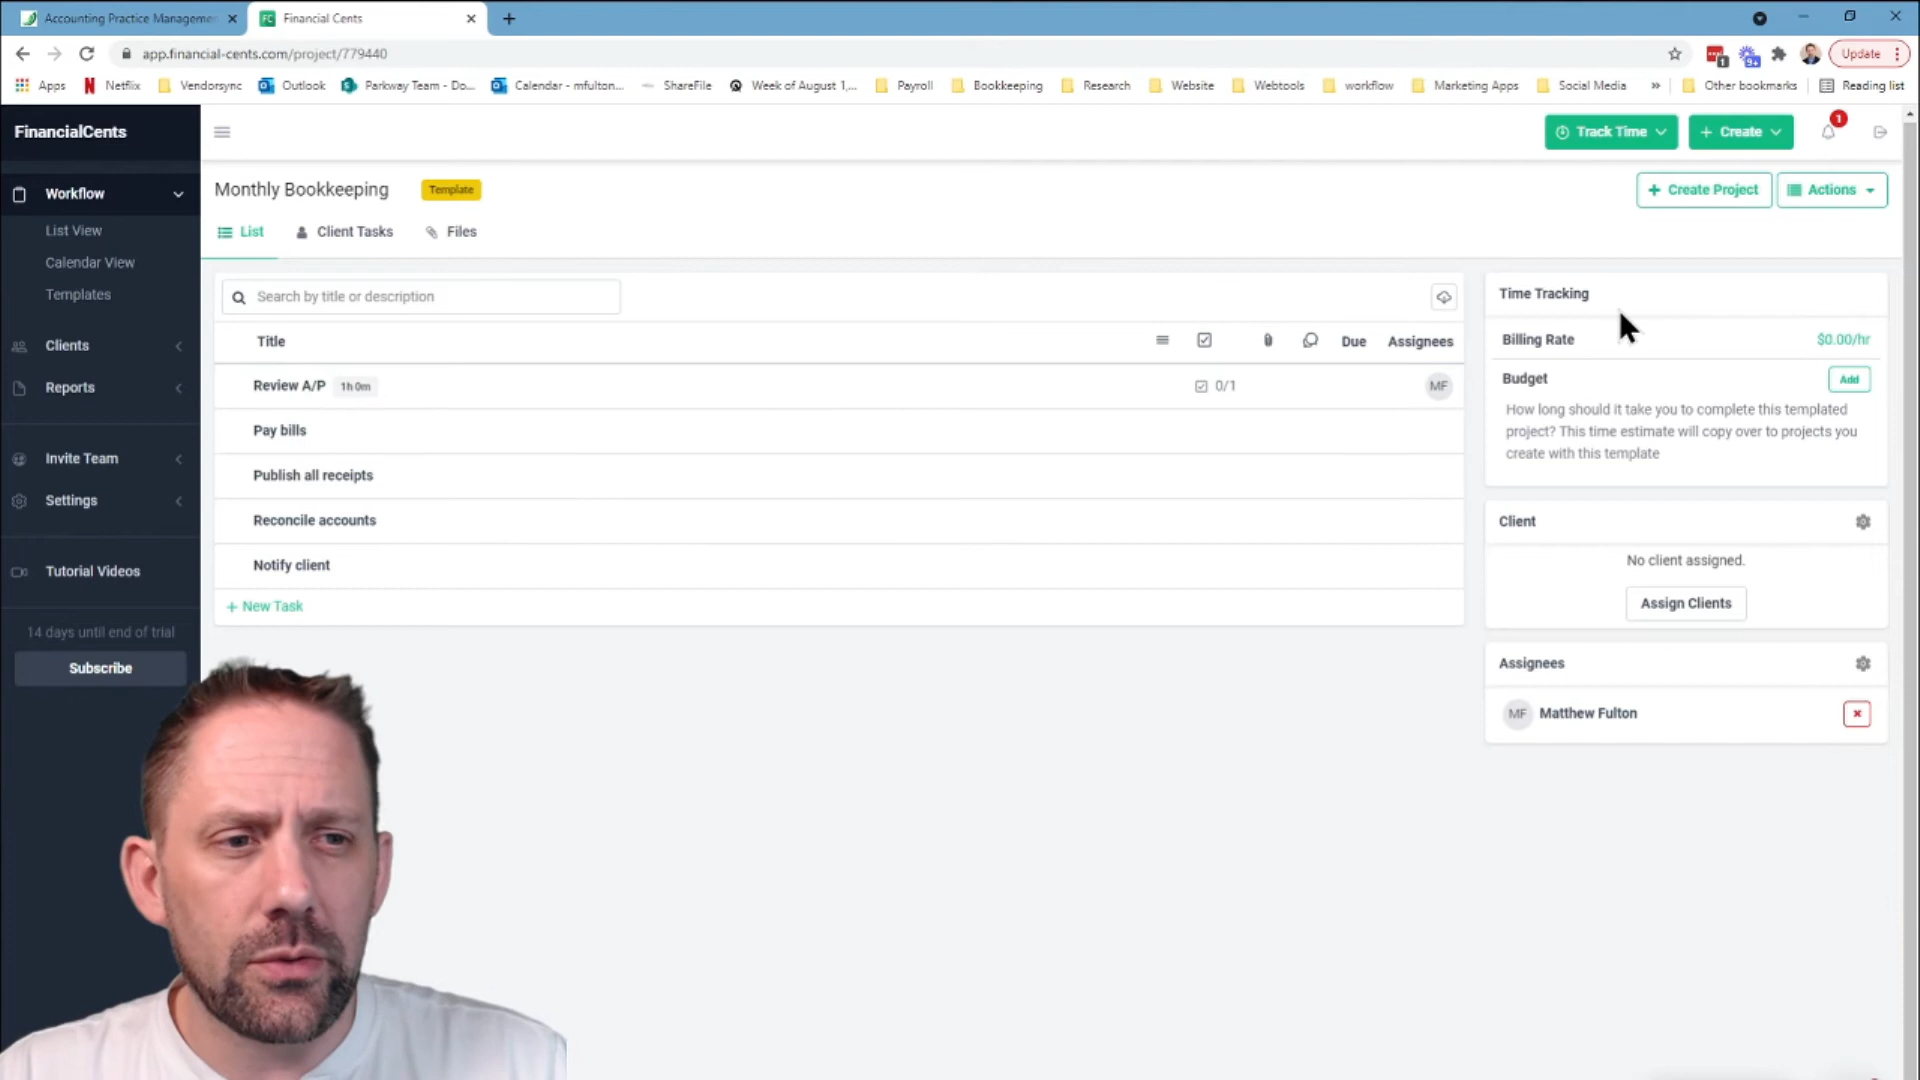 Accounting Practice Manageme
Financial Cents
app.financial-cents.com/project/779440
1
9+
Update
Apps
Netflix
Vendorsync
Outlook
Parkway Team - Do...
Calendar - mfulton...
ShareFile
Week of August 1,...
Payroll
Bookkeeping
Research
Website
Webtools
workflow
Marketing Apps
Social Media
»
Other bookmarks
Reading list
FinancialCents
Track Time
+ Create
1
Workflow
List View
Calendar View
Templates
Clients
Reports
Invite Team
Settings
Tutorial Videos
14 days until end of trial
Subscribe
Monthly Bookkeeping
Template
+ Create Project
Actions
List
Client Tasks
Files
Search by title or description
Title
Due
Assignees
Review A/P
1h 0m
0/1
MF
Pay bills
Publish all receipts
Reconcile accounts
Notify client
+ New Task
Time Tracking
Billing Rate
$0.00/hr
Budget
Add
How long should it take you to complete this templated
project? This time estimate will copy over to projects you
create with this template
Client
No client assigned.
Assign Clients
Assignees
MF
Matthew Fulton